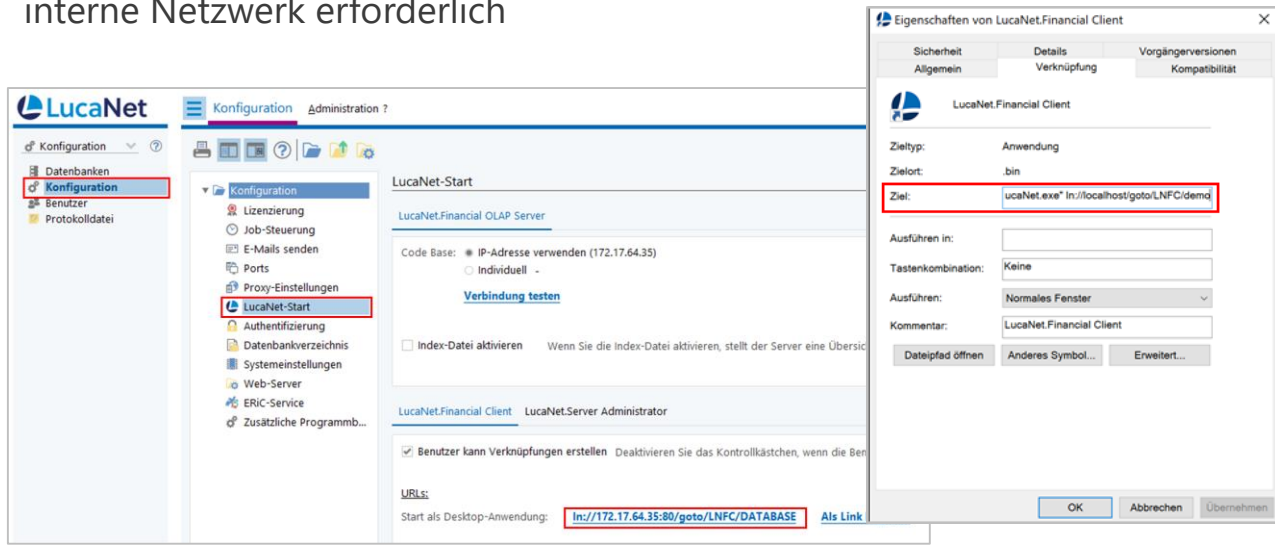 interne Netzwerk erforderlich
LucaNet
Konfiguration Administration ?
Konfiguration
Datenbanken
Konfiguration
Benutzer
Protokolldatei
Konfiguration
Lizenzierung
Job-Steuerung
E-Mails senden
Ports
Proxy-Einstellungen
LucaNet-Start
Authentifizierung
Datenbankverzeichnis
Systemeinstellungen
Web-Server
ERiC-Service
Zusätzliche Programmb...
LucaNet-Start
LucaNet.Financial OLAP Server
Code Base: IP-Adresse verwenden (172.17.64.35)
Individuell -
Verbindung testen
Index-Datei aktivieren Wenn Sie die Index-Datei aktivieren, stellt der Server eine Übersic
LucaNet.Financial Client LucaNet.Server Administrator
Benutzer kann Verknüpfungen erstellen Deaktivieren Sie das Kontrollkästchen, wenn die Ben
URLs:
Start als Desktop-Anwendung: ln://172.17.64.35:80/goto/LNFC/DATABASE Als Link
Eigenschaften von LucaNet.Financial Client
Sicherheit Details Vorgängerversionen
Allgemein Verknüpfung Kompatibilität
LucaNet.Financial Client
Zieltyp: Anwendung
Zielort: .bin
Ziel: ucaNet.exe" ln://localhost/goto/LNFC/demo
Ausführen in:
Tastenkombination: Keine
Ausführen: Normales Fenster
Kommentar: LucaNet.Financial Client
Dateipfad öffnen Anderes Symbol... Erweitert...
OK Abbrechen Übernehmen